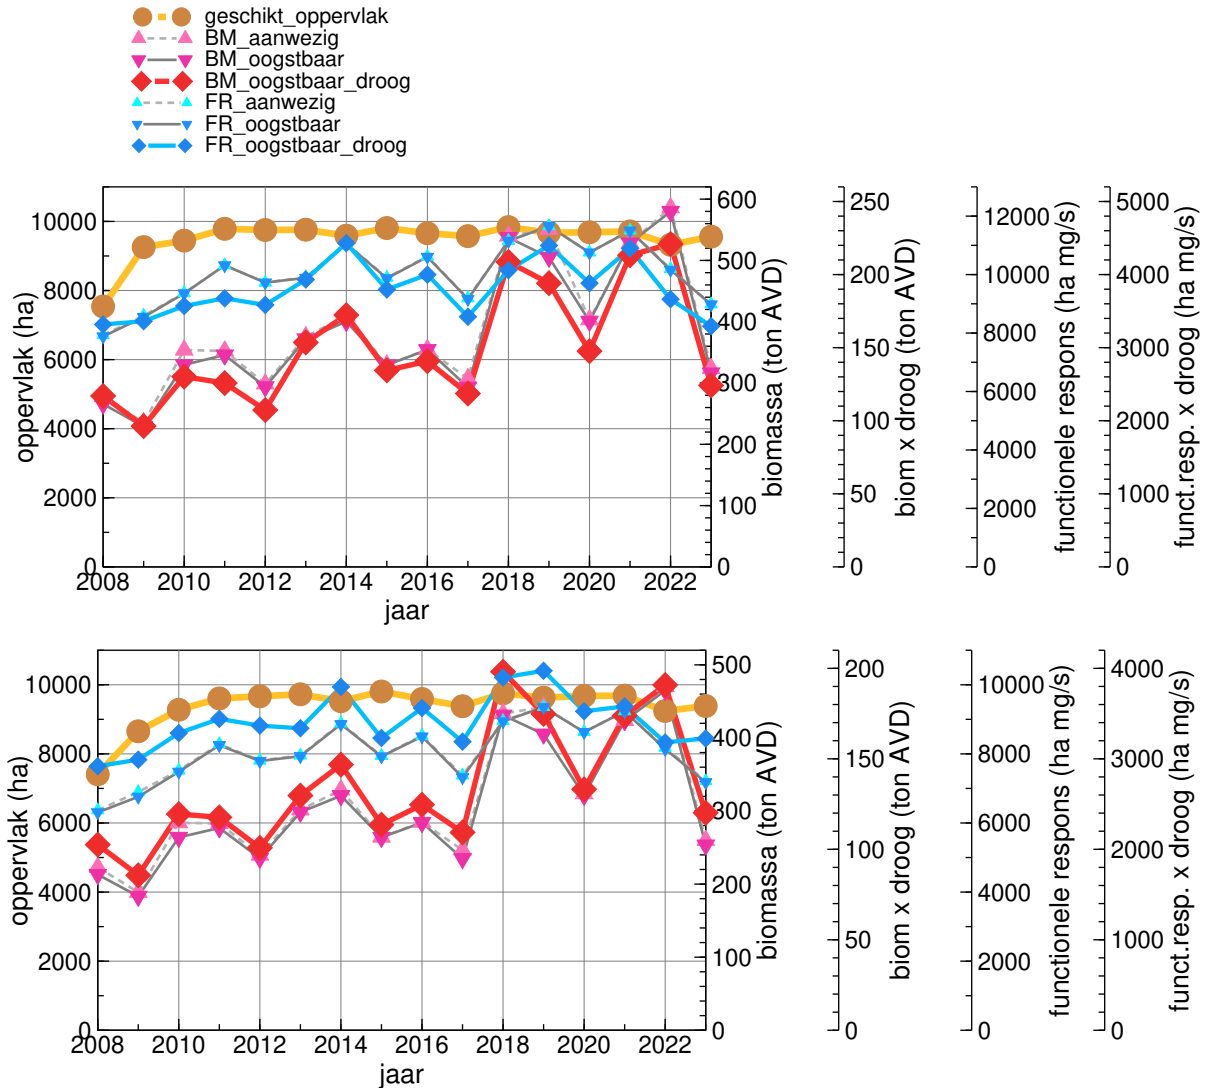 geschikt_oppervlak
BM_aanwezig
BM_oogstbaar
BM_oogstbaar_droog
FR_aanwezig
FR_oogstbaar
FR_oogstbaar_droog
oppervlak (ha)
10000
8000
6000
4000
2000
0
2008 2010 2012 2014 2016 2018 2020 2022
jaar
600
500
400
300
200
100
0
biomassa (ton AVD)
250
200
150
100
50
0
biom x droog (ton AVD)
12000
10000
8000
6000
4000
2000
0
functionele respons (ha mg/s)
5000
4000
3000
2000
1000
0
funct.resp. x droog (ha mg/s)
oppervlak (ha)
10000
8000
6000
4000
2000
0
2008 2010 2012 2014 2016 2018 2020 2022
jaar
500
400
300
200
100
0
biomassa (ton AVD)
200
150
100
50
0
biom x droog (ton AVD)
10000
8000
6000
4000
2000
0
functionele respons (ha mg/s)
4000
3000
2000
1000
0
funct.resp. x droog (ha mg/s)